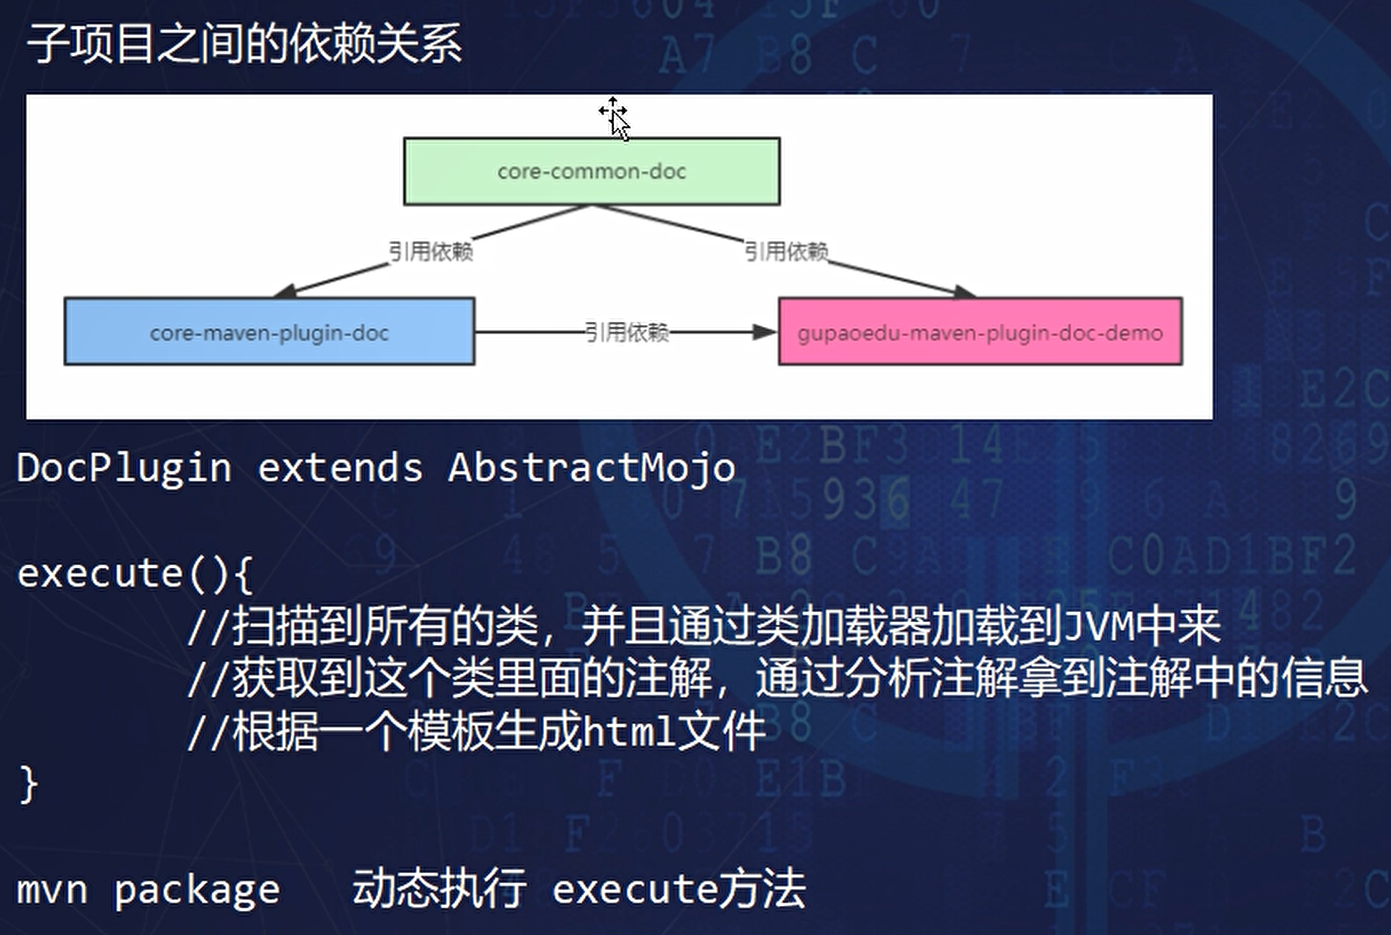 子项目之间的依赖关系
core-common-doc
引用依赖
引用依赖
core-maven-plugin-doc
引用依赖
gupaoedu-maven-plugin-doc-demo
DocPlugin extends AbstractMojo
execute(){
//扫描到所有的类，并且通过类加载器加载到JVM中来
//获取到这个类里面的注解，通过分析注解拿到注解中的信息
//根据一个模板生成html文件
}
mvn package 动态执行 execute方法